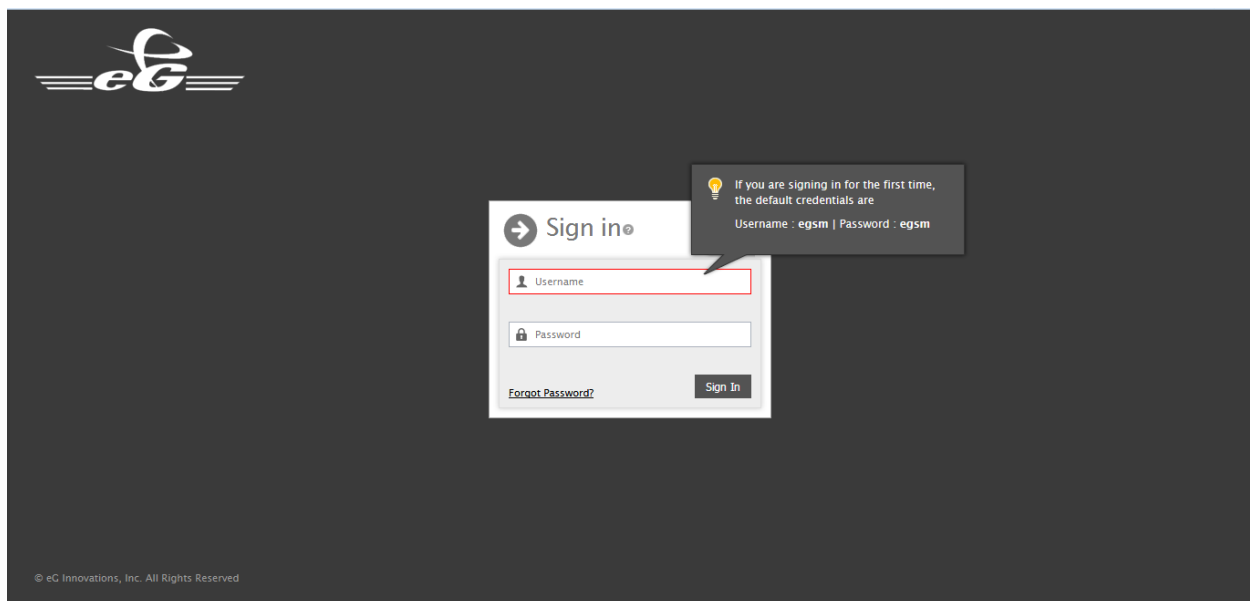 eG
If you are signing in for the first time,
the default credentials are
Username : egsm | Password : egsm
Sign in
Username
Password
Forgot Password?
Sign In
© eG Innovations, Inc. All Rights Reserved